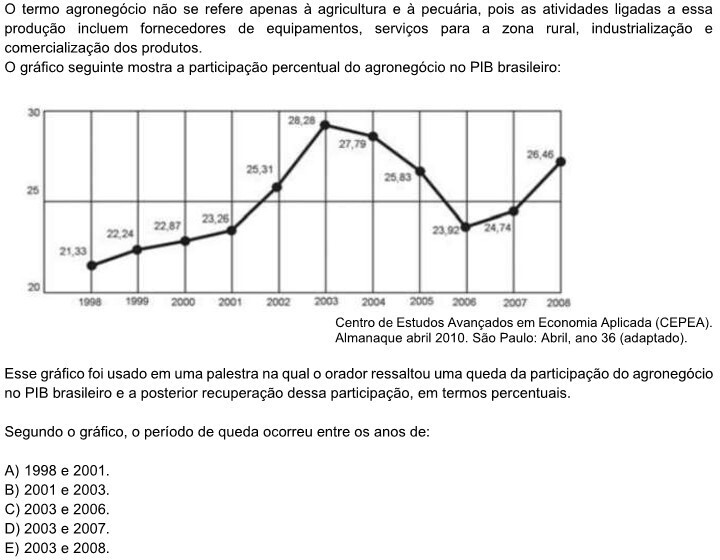 O termo agronegócio não se refere apenas à agricultura e à pecuária, pois as atividades ligadas a essa
produção incluem fornecedores de equipamentos, serviços para a zona rural, industrialização e
comercialização dos produtos.
O gráfico seguinte mostra a participação percentual do agronegócio no PIB brasileiro:
30
28,28
27,79
26,46
25,31
25,83
25
23,26
22,87
22,24
23,92
24,74
21,33
20
1998 1999 2000 2001 2002 2003 2004 2005 2006 2007 2008
Centro de Estudos Avançados em Economia Aplicada (CEPEA).
Almanaque abril 2010. São Paulo: Abril, ano 36 (adaptado).
Esse gráfico foi usado em uma palestra na qual o orador ressaltou uma queda da participação do agronegócio
no PIB brasileiro e a posterior recuperação dessa participação, em termos percentuais.
Segundo o gráfico, o período de queda ocorreu entre os anos de:
A) 1998 e 2001.
B) 2001 e 2003.
C) 2003 e 2006.
D) 2003 e 2007.
E) 2003 e 2008.